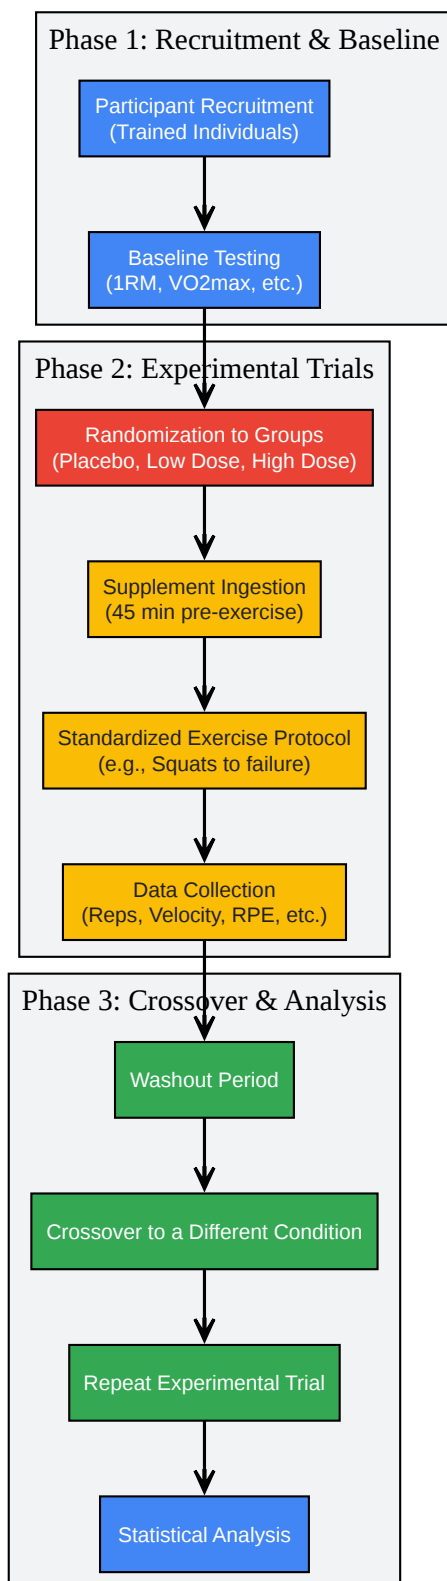 Phase 1: Recruitment & Baseline
Participant Recruitment
(Trained Individuals)
Baseline Testing
(1RM, VO2max, etc.)
Phase 2: Experimental Trials
Randomization to Groups
(Placebo, Low Dose, High Dose)
Supplement Ingestion
(45 min pre-exercise)
Standardized Exercise Protocol
(e.g., Squats to failure)
Data Collection
(Reps, Velocity, RPE, etc.)
Phase 3: Crossover & Analysis
Washout Period
Crossover to a Different Condition
Repeat Experimental Trial
Statistical Analysis